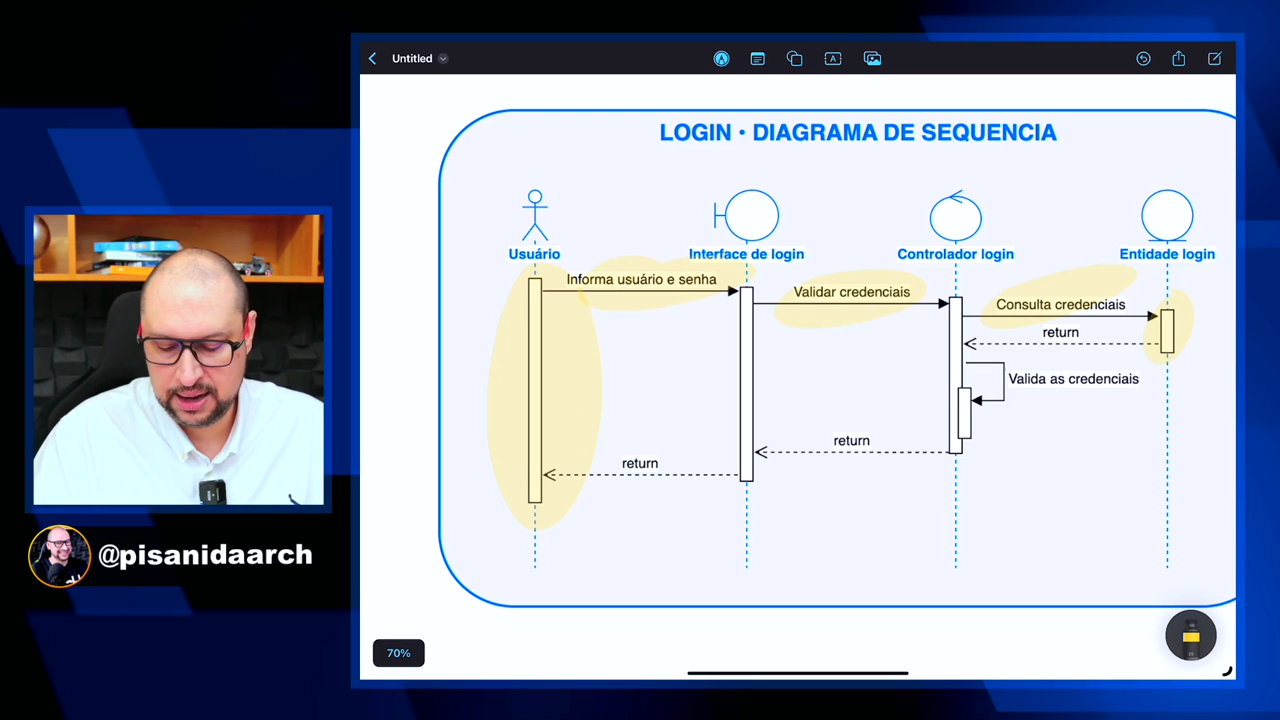 Untitled
LOGIN • DIAGRAMA DE SEQUENCIA
Usuário
Interface de login
Controlador login
Entidade login
Informa usuário e senha
Validar credenciais
Consulta credenciais
return
Valida as credenciais
return
return
@pisanidaarch
70%